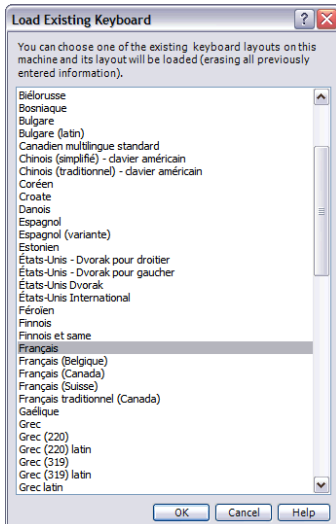 Load Existing Keyboard
You can choose one of the existing keyboard layouts on this
machine and its layout will be loaded (erasing all previously
entered information).
Biélorusse
Bosniaque
Bulgare
Bulgare (latin)
Canadien multilingue standard
Chinois (simplifié) - clavier américain
Chinois (traditionnel) - clavier américain
Coréen
Croate
Danois
Espagnol
Espagnol (variante)
Estonien
États-Unis - Dvorak pour droitier
États-Unis - Dvorak pour gaucher
États-Unis Dvorak
États-Unis International
Féroïen
Finnois
Finnois et same
Français
Français (Belgique)
Français (Canada)
Français (Suisse)
Français traditionnel (Canada)
Gaélique
Grec
Grec (220)
Grec (220) latin
Grec (319)
Grec (319) latin
Grec latin
OK Cancel Help